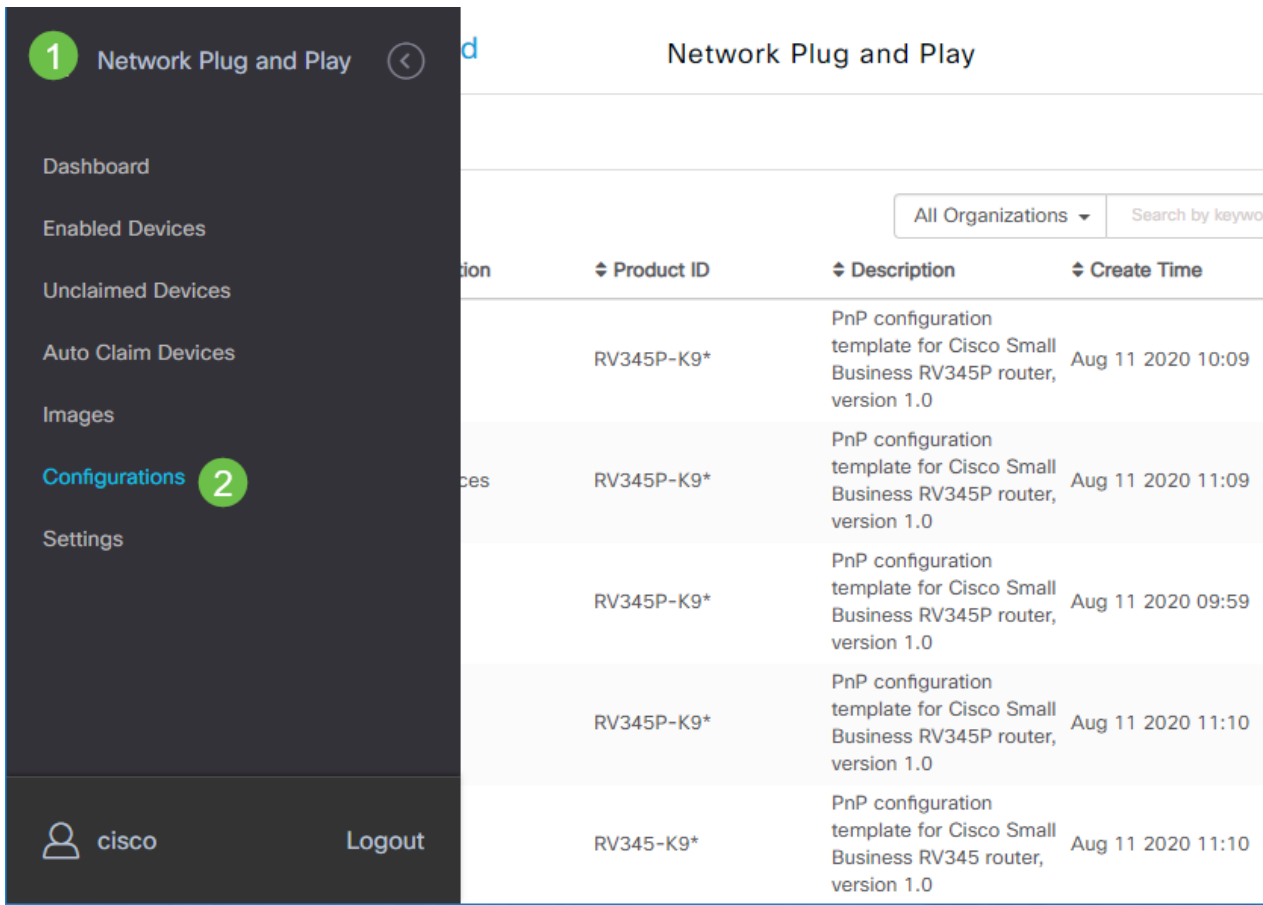 1 Network Plug and Play
Dashboard
Enabled Devices
Unclaimed Devices
Auto Claim Devices
Images
Configurations 2
Settings
cisco Logout
d Network Plug and Play
All Organizations Search by keywo
tion Product ID Description Create Time
RV345P-K9* PnP configuration
template for Cisco Small
Business RV345P router,
version 1.0
Aug 11 2020 10:09
ces RV345P-K9* PnP configuration
template for Cisco Small
Business RV345P router,
version 1.0
Aug 11 2020 11:09
RV345P-K9* PnP configuration
template for Cisco Small
Business RV345P router,
version 1.0
Aug 11 2020 09:59
RV345P-K9* PnP configuration
template for Cisco Small
Business RV345P router,
version 1.0
Aug 11 2020 11:10
RV345-K9* PnP configuration
template for Cisco Small
Business RV345 router,
version 1.0
Aug 11 2020 11:10